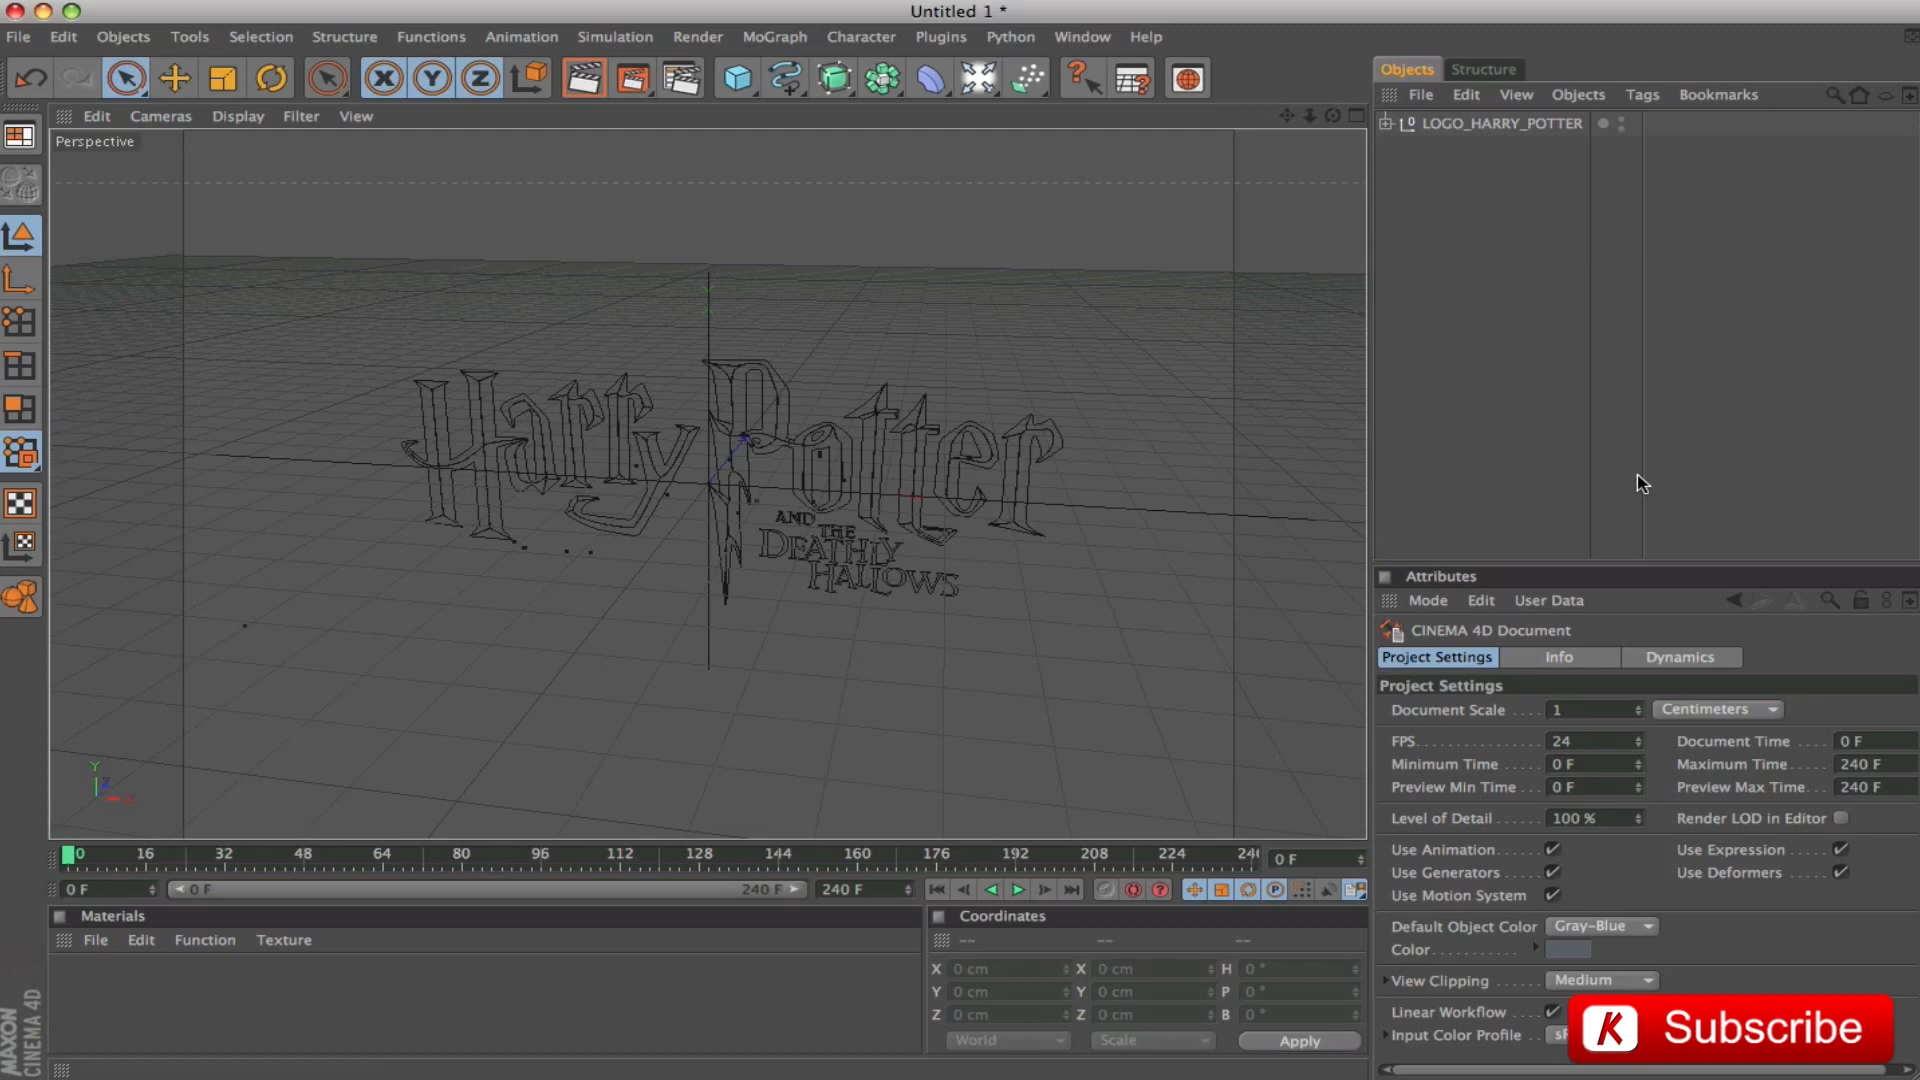 Untitled 1 *
File Edit Objects Tools Selection Structure Functions Animation Simulation Render MoGraph Character Plugins Python Window Help
X Y Z
Objects Structure
File Edit View Objects Tags Bookmarks
LOGO_HARRY_POTTER
Edit Cameras Display Filter View
Perspective
Harry Potter
AND THE
DEATHLY
HALLOWS
Y
Z
X
Attributes
Mode Edit User Data
CINEMA 4D Document
Project Settings Info Dynamics
Project Settings
Document Scale .... 1 Centimeters
FPS 24 Document Time .... 0 F
Minimum Time ... 0 F Maximum Time 240 F
Preview Min Time ... 0 F Preview Max Time 240 F
Level of Detail 100 % Render LOD in Editor
Use Animation Use Expression
Use Generators Use Deformers
Use Motion System
Default Object Color Gray-Blue
Color
View Clipping Medium
Linear Workflow
Input Color Profile
Subscribe
0 16 32 48 64 80 96 112 128 144 160 176 192 208 224 0 F
0 F 0 F 240 F 240 F
Materials
File Edit Function Texture
Coordinates
-- -- --
X 0 cm X 0 cm H 0 °
Y 0 cm Y 0 cm P 0 °
Z 0 cm Z 0 cm B 0 °
World Scale Apply
MAXON
CINEMA 4D